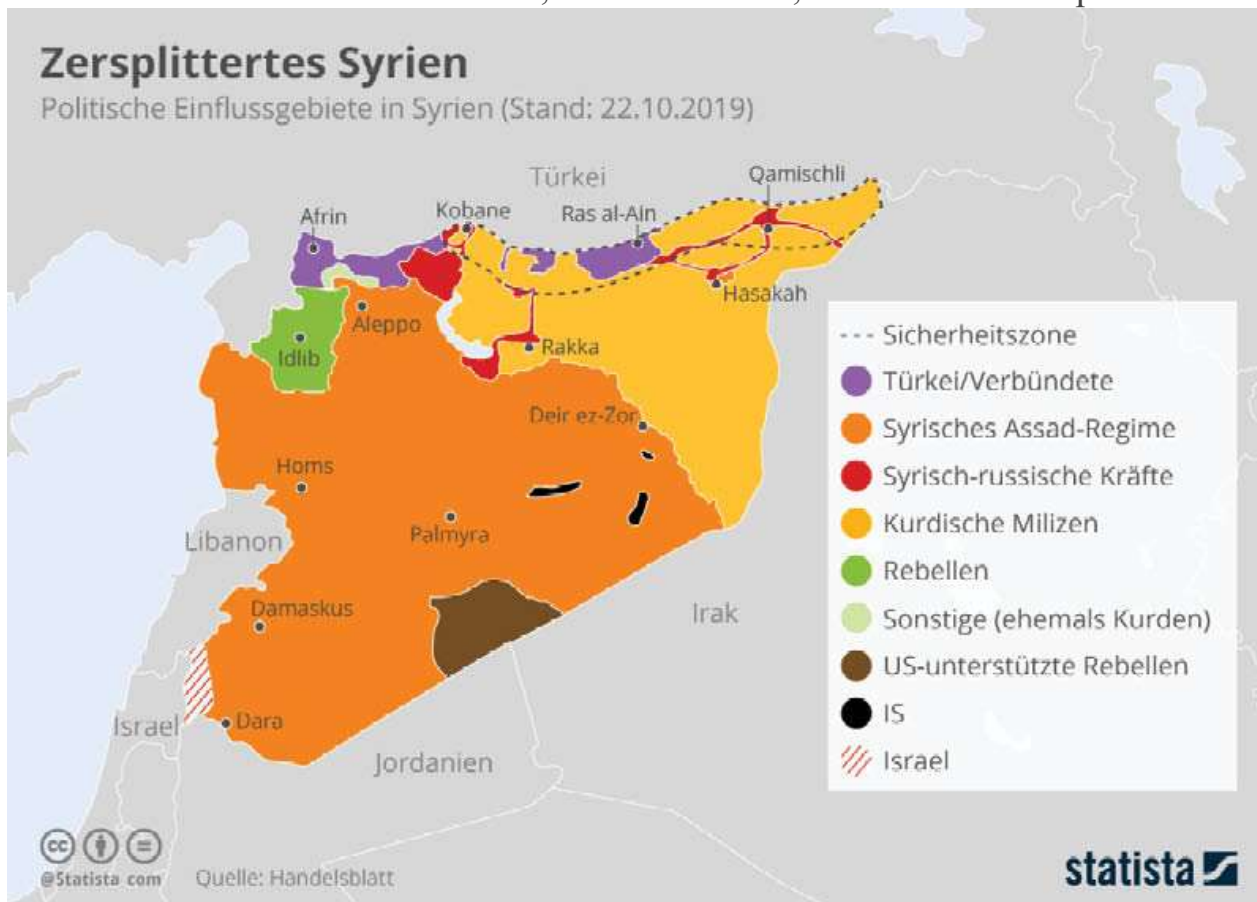 Zersplittertes Syrien
Politische Einflussgebiete in Syrien (Stand: 22.10.2019)
Türkei
Qamischli
Afrin
Kobane
Ras al-Ain
Hasakah
Aleppo
Idlib
Rakka
Deir ez-Zor
Homs
Palmyra
Libanon
Damaskus
Irak
Israel
Dara
Jordanien
Sicherheitszone
Türkei/Verbündete
Syrisches Assad-Regime
Syrisch-russische Kräfte
Kurdische Milizen
Rebellen
Sonstige (ehemals Kurden)
US-unterstützte Rebellen
IS
Israel
cc
@Statista com
Quelle: Handelsblatt
statista